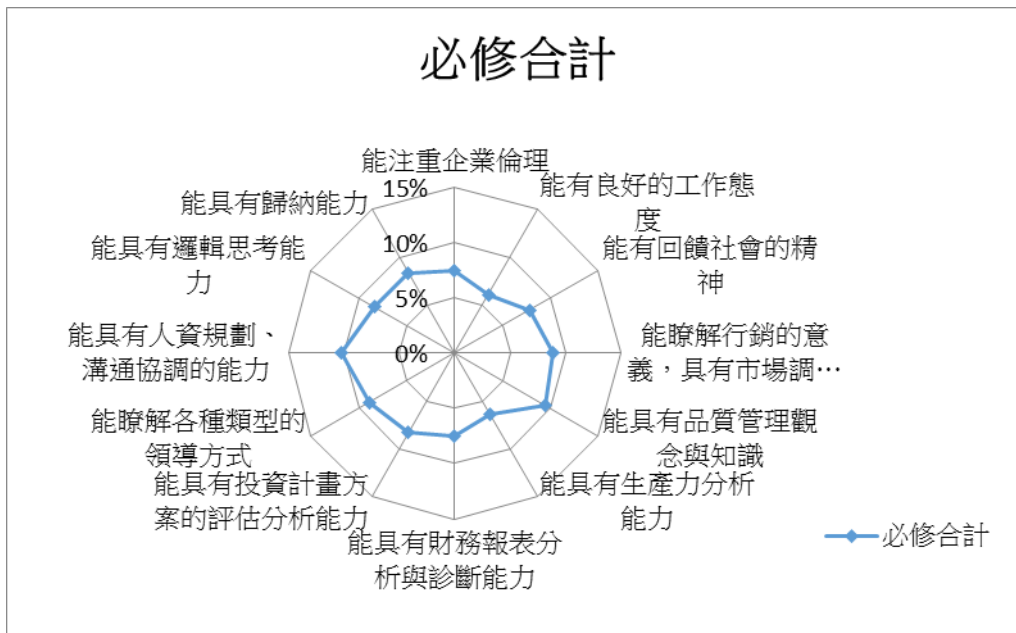 必修合計
能注重企業倫理
能有良好的工作態
度
能有回饋社會的精
神
能瞭解行銷的意
義，具有市場調…
能具有品質管理觀
念與知識
能具有生產力分析
能力
能具有財務報表分
析與診斷能力
能具有投資計畫方
案的評估分析能力
能瞭解各種類型的
領導方式
能具有人資規劃、
溝通協調的能力
能具有邏輯思考能
力
能具有歸納能力
15%
10%
5%
0%
必修合計